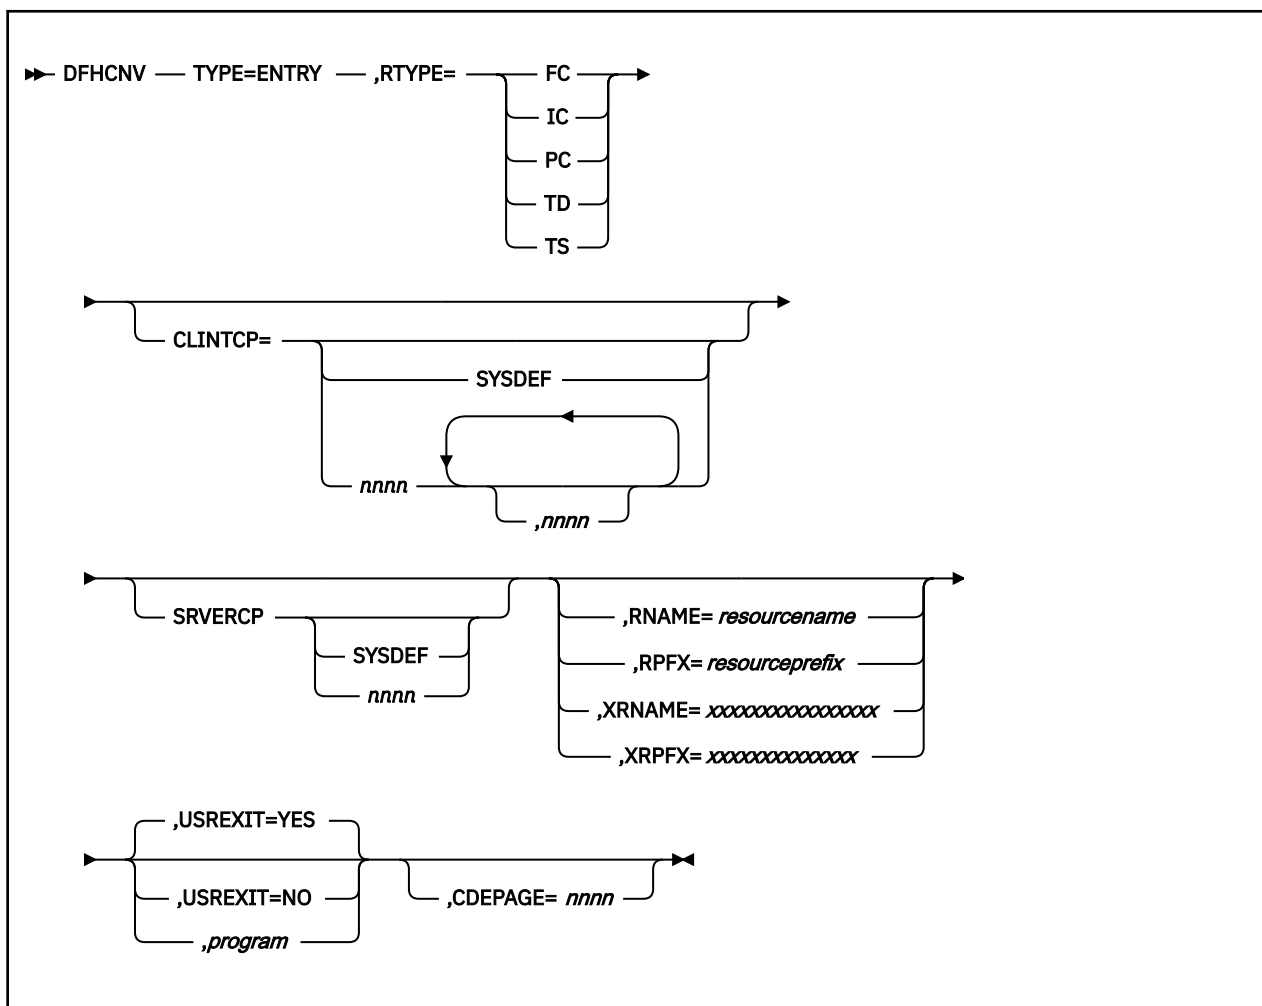 DFHCNV TYPE=ENTRY ,RTYPE= FC
IC
PC
TD
TS
CLINTCP=
SYSDEF
nnnn
,nnnn
SRVERCP
SYSDEF
nnnn
,RNAME= resourcename
,RPFX= resourceprefix
,XRNAME= xxxxxxxxxxxxxxxx
,XRPFX= xxxxxxxxxxxxxx
,USREXIT=YES
,USREXIT=NO
,program
,CDEPAGE= nnnn